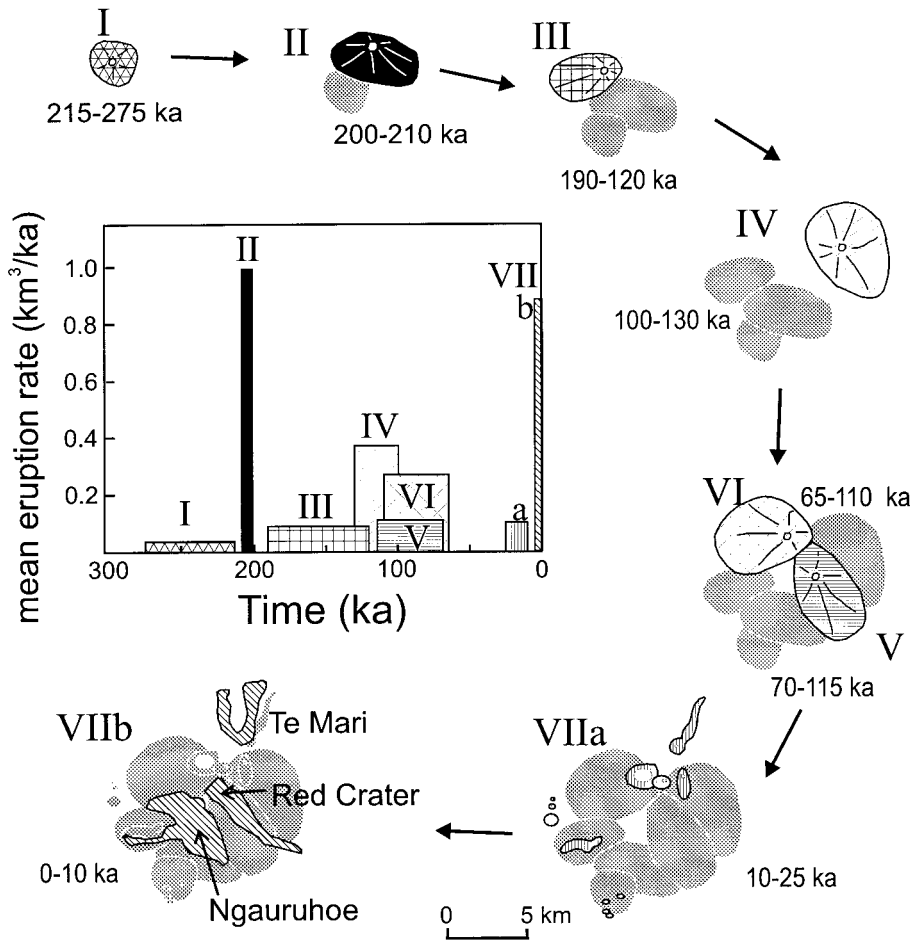 I
215-275 ka
II
200-210 ka
III
190-120 ka
IV
100-130 ka
mean eruption rate (km³/ka)
1.0
0.8
0.6
0.4
0.2
I
II
III
IV
VI
V
VII
b
a
300
200
100
0
Time (ka)
VI
65-110 ka
V
70-115 ka
VIIa
10-25 ka
VIIb
Te Mari
Red Crater
0-10 ka
Ngauruhoe
0 5 km